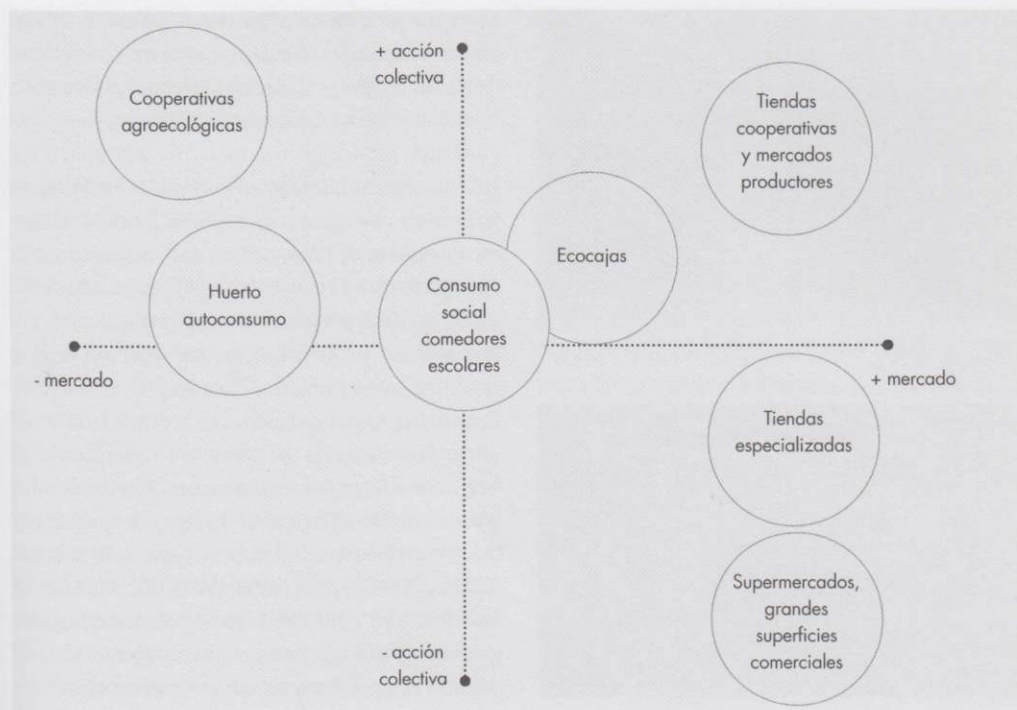 + acción
colectiva
Cooperativas
agroecológicas
Tiendas
cooperativas
y mercados
productores
Ecocajas
Huerto
autoconsumo
Consumo
social
comedores
escolares
- mercado
+ mercado
Tiendas
especializadas
Supermercados,
grandes
superficies
comerciales
- acción
colectiva